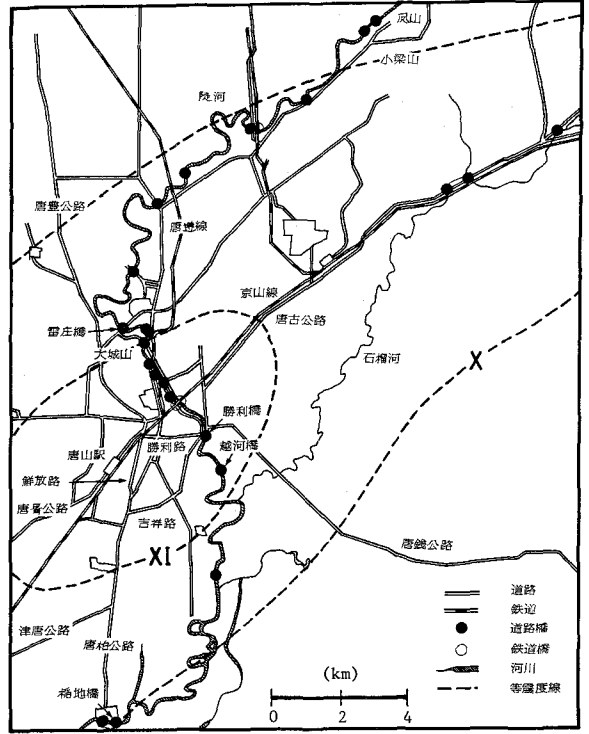 凤山
小梁山
陡河
唐豊公路
唐遵線
京山線
唐古公路
雷庄橋
大城山
石榴河
X
勝利橋
越河橋
唐山駅
勝利路
鮮放路
唐胥公路
吉祥路
XI
唐錢公路
津唐公路
唐柏公路
稲地橋
道路
鉄辺
道路橋
鉄道橋
河川
等震度線
(km)
0 2 4